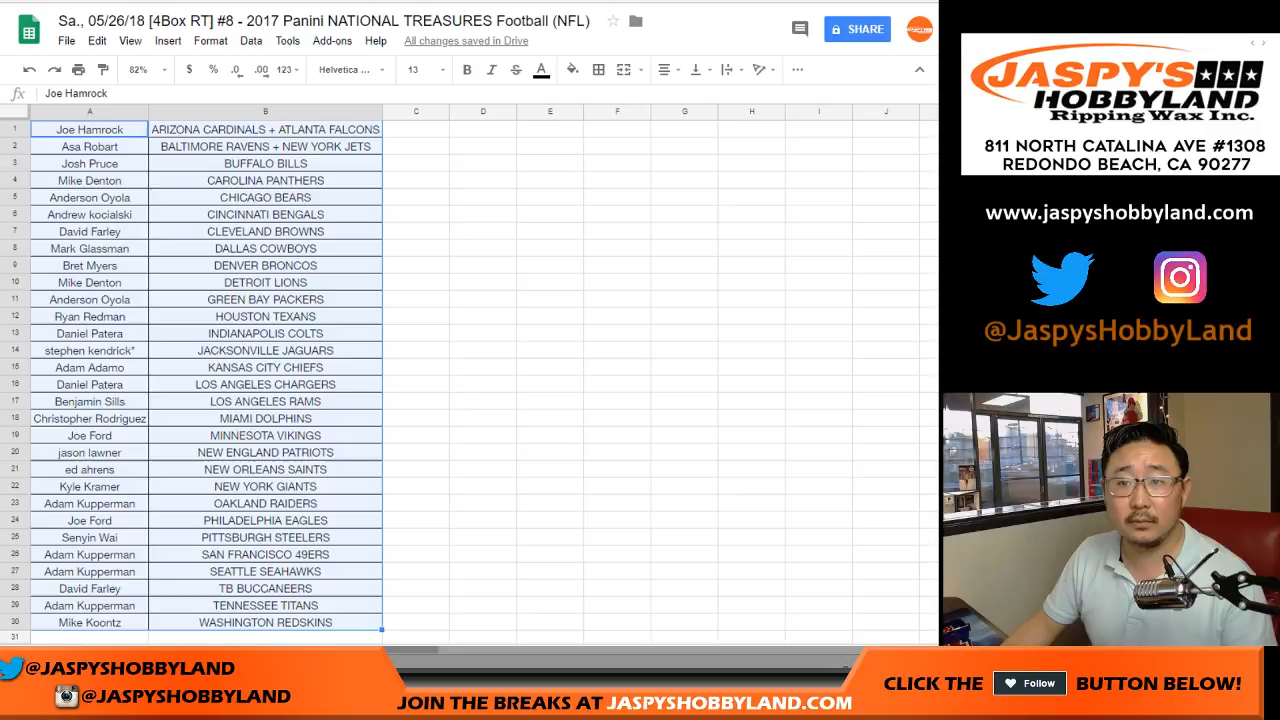 Sa., 05/26/18 [4Box RT] #8 - 2017 Panini NATIONAL TREASURES Football (NFL)
File Edit View Insert Format Data Tools Add-ons Help All changes saved in Drive
SHARE
82% $ % .0 .00 123 Helvetica ... 13 B I S A
fx Joe Hamrock
A B C D E F G H I J
1 Joe Hamrock ARIZONA CARDINALS + ATLANTA FALCONS
2 Asa Robart BALTIMORE RAVENS + NEW YORK JETS
3 Josh Pruce BUFFALO BILLS
4 Mike Denton CAROLINA PANTHERS
5 Anderson Oyola CHICAGO BEARS
6 Andrew kocialski CINCINNATI BENGALS
7 David Farley CLEVELAND BROWNS
8 Mark Glassman DALLAS COWBOYS
9 Bret Myers DENVER BRONCOS
10 Mike Denton DETROIT LIONS
11 Anderson Oyola GREEN BAY PACKERS
12 Ryan Redman HOUSTON TEXANS
13 Daniel Patera INDIANAPOLIS COLTS
14 stephen kendrick* JACKSONVILLE JAGUARS
15 Adam Adamo KANSAS CITY CHIEFS
16 Daniel Patera LOS ANGELES CHARGERS
17 Benjamin Sills LOS ANGELES RAMS
18 Christopher Rodriguez MIAMI DOLPHINS
19 Joe Ford MINNESOTA VIKINGS
20 jason lawner NEW ENGLAND PATRIOTS
21 ed ahrens NEW ORLEANS SAINTS
22 Kyle Kramer NEW YORK GIANTS
23 Adam Kupperman OAKLAND RAIDERS
24 Joe Ford PHILADELPHIA EAGLES
25 Senyin Wai PITTSBURGH STEELERS
26 Adam Kupperman SAN FRANCISCO 49ERS
27 Adam Kupperman SEATTLE SEAHAWKS
28 David Farley TB BUCCANEERS
29 Adam Kupperman TENNESSEE TITANS
30 Mike Koontz WASHINGTON REDSKINS
31
JASPY'S
HOBBYLAND
Ripping Wax Inc.
811 NORTH CATALINA AVE #1308
REDONDO BEACH, CA 90277
www.jaspyshobbyland.com
@JaspysHobbyLand
@JASPYSHOBBYLAND
@JASPYSHOBBYLAND
JOIN THE BREAKS AT JASPYSHOBBYLAND.COM
CLICK THE Follow BUTTON BELOW!